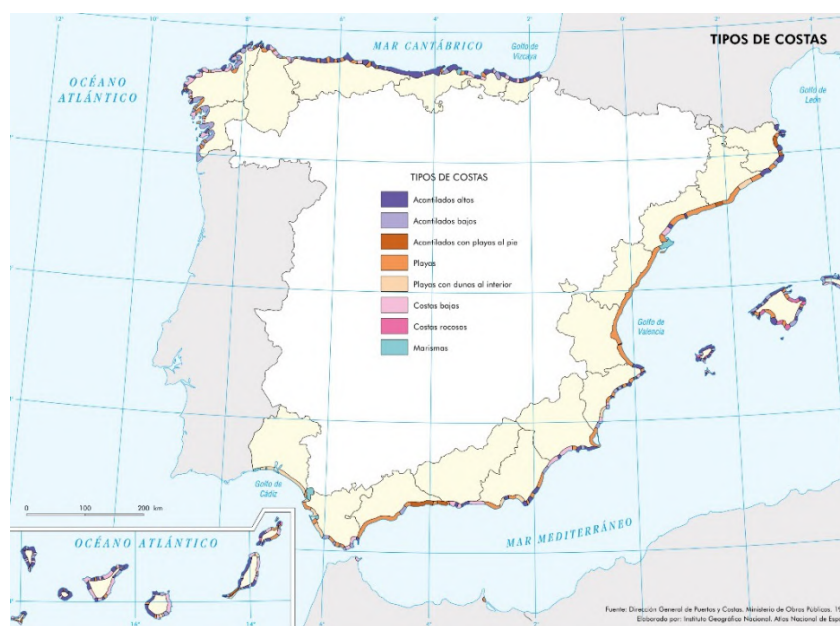 TIPOS DE COSTAS
MAR CANTÁBRICO
Golfo de
Vizcaya
OCÉANO
ATLÁNTICO
Golfo de
León
TIPOS DE COSTAS
Acantilados altos
Acantilados bajos
Acantilados con playas al pie
Playas
Playas con dunas al interior
Costas bajas
Costas rocosas
Marismas
Golfo de
Valencia
Golfo de
Cádiz
0 100 200 km
MAR MEDITERRÁNEO
OCÉANO ATLÁNTICO
Fuente: Dirección General de Puertos y Costas. Ministerio de Obras Públicas. 19
Elaborado por: Instituto Geográfico Nacional. Atlas Nacional de Esp